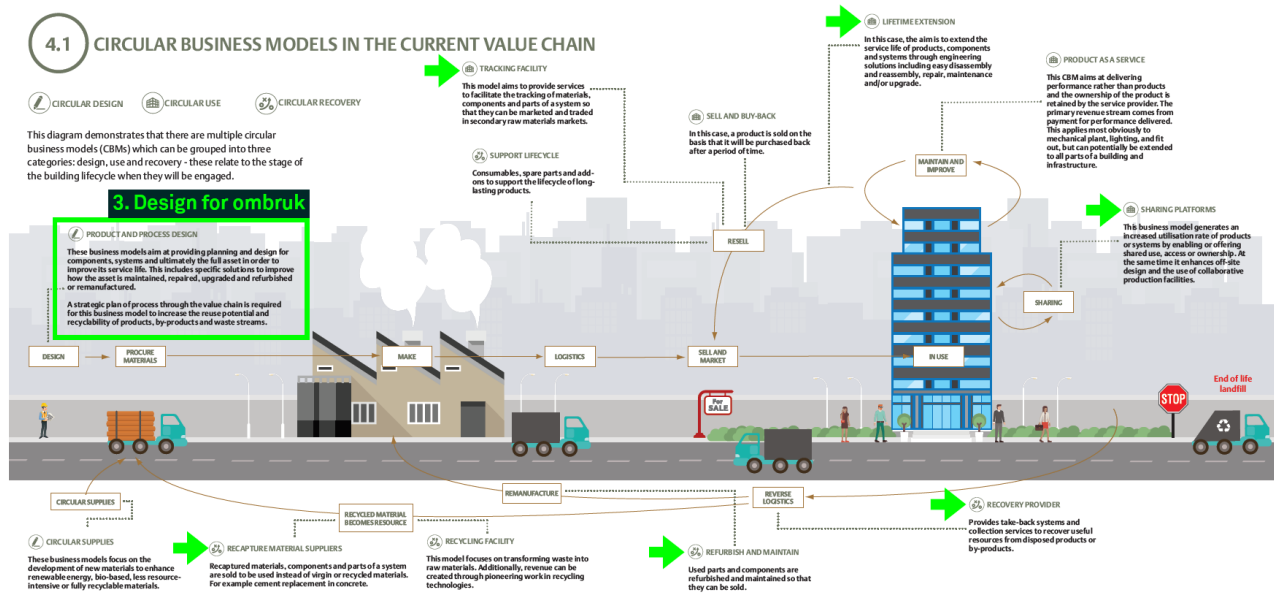 4.1
CIRCULAR BUSINESS MODELS IN THE CURRENT VALUE CHAIN
CIRCULAR DESIGN
CIRCULAR USE
CIRCULAR RECOVERY
This diagram demonstrates that there are multiple circular
business models (CBMs) which can be grouped into three
categories: design, use and recovery - these relate to the stage of
the building lifecycle when they will be engaged.
3. Design for ombruk
PRODUCT AND PROCESS DESIGN
These business models aim at providing planning and design for
components, systems and ultimately the full asset in order to
improve its service life. This includes specific solutions to improve
how the asset is maintained, repaired, upgraded and refurbished
or remanufactured.
A strategic plan of process through the value chain is required
for this business model to increase the reuse potential and
recyclability of products, by-products and waste streams.
TRACKING FACILITY
This model aims to provide services
to facilitate the tracking of materials,
components and parts of a system so
that they can be marketed and traded
in secondary raw materials markets.
SUPPORT LIFECYCLE
Consumables, spare parts and add-
ons to support the lifecycle of long-
lasting products.
SELL AND BUY-BACK
In this case, a product is sold on the
basis that it will be purchased back
after a period of time.
LIFETIME EXTENSION
In this case, the aim is to extend the
service life of products, components
and systems through engineering
solutions including easy disassembly
and reassembly, repair, maintenance
and/or upgrade.
PRODUCT AS A SERVICE
This CBM aims at delivering
performance rather than products
and the ownership of the product is
retained by the service provider. The
primary revenue stream comes from
payment for performance delivered.
This applies most obviously to
mechanical plant, lighting, and fit
out, but can potentially be extended
to all parts of a building and
infrastructure.
SHARING PLATFORMS
This business model generates an
increased utilisation rate of products
or systems by enabling or offering
shared use, access or ownership. At
the same time it enhances off-site
design and the use of collaborative
production facilities.
MAINTAIN AND
IMPROVE
RESELL
SHARING
DESIGN
PROCURE
MATERIALS
MAKE
LOGISTICS
SELL AND
MARKET
IN USE
For
SALE
STOP
End of life
landfill
CIRCULAR SUPPLIES
RECYCLED MATERIAL
BECOMES RESOURCE
REMANUFACTURE
REVERSE
LOGISTICS
CIRCULAR SUPPLIES
These business models focus on the
development of new materials to enhance
renewable energy, bio-based, less resource-
intensive or fully recyclable materials.
RECAPTURE MATERIAL SUPPLIERS
Recaptured materials, components and parts of a system
are sold to be used instead of virgin or recycled materials.
For example cement replacement in concrete.
RECYCLING FACILITY
This model focuses on transforming waste into
raw materials. Additionally, revenue can be
created through pioneering work in recycling
technologies.
REFURBISH AND MAINTAIN
Used parts and components are
refurbished and maintained so that
they can be sold.
RECOVERY PROVIDER
Provides take-back systems and
collection services to recover useful
resources from disposed products or
by-products.